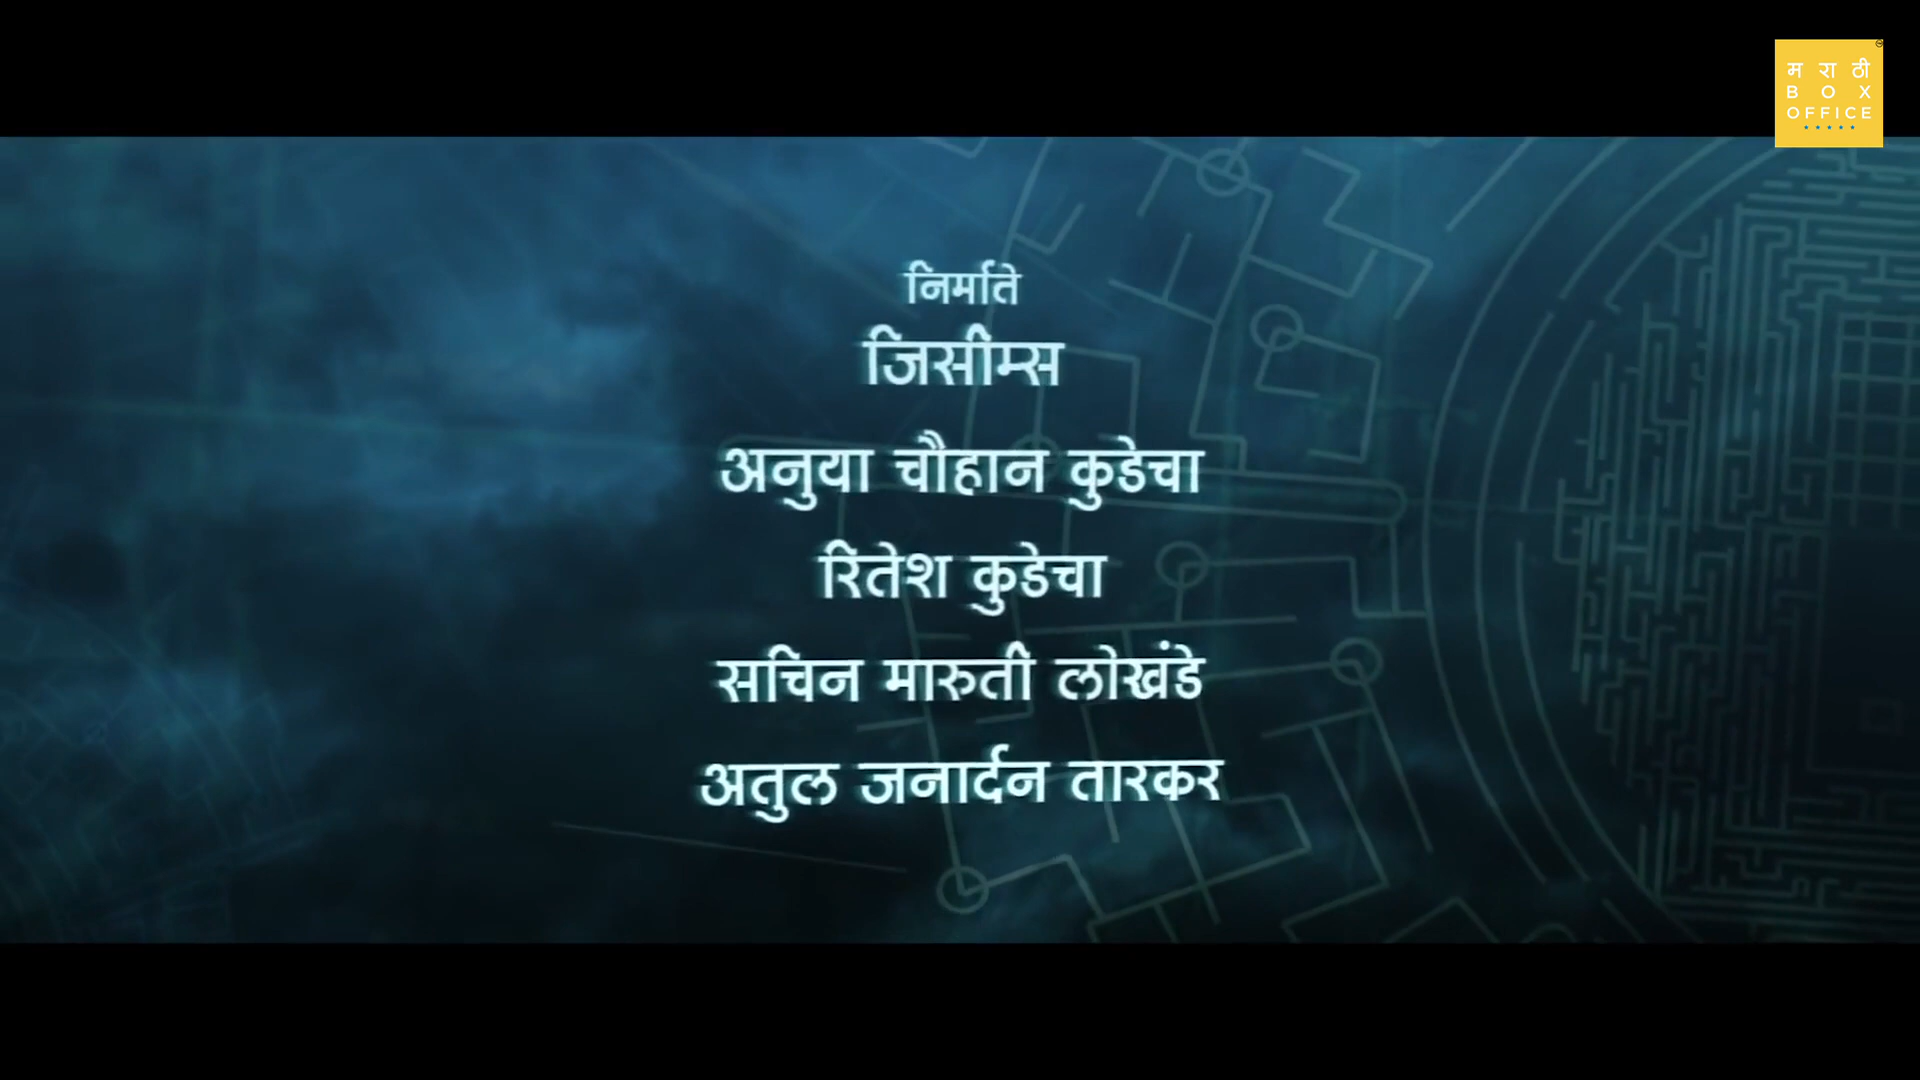 मराठी
BOX
OFFICE
निर्माते
जिसीम्स
अनुया चौहान कुडेचा
रितेश कुडेचा
सचिन मारुती लोखंडे
अतुल जनार्दन तारकर